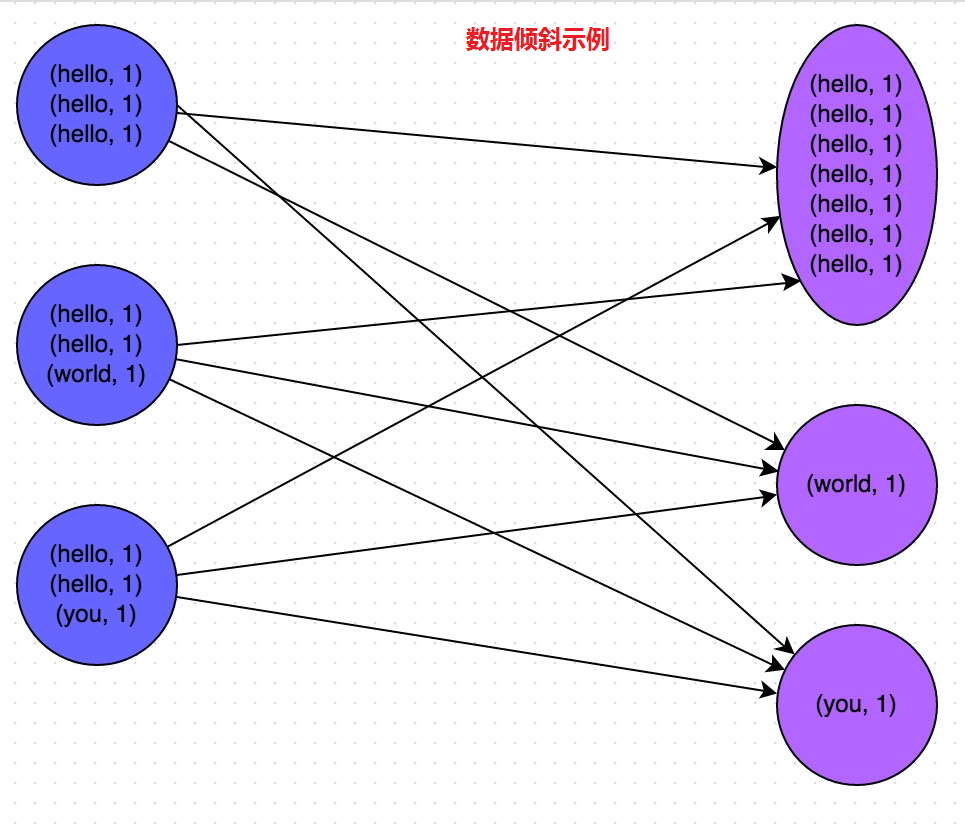 数据倾斜示例
(hello, 1)
(hello, 1)
(hello, 1)
(hello, 1)
(hello, 1)
(world, 1)
(hello, 1)
(hello, 1)
(you, 1)
(hello, 1)
(hello, 1)
(hello, 1)
(hello, 1)
(hello, 1)
(hello, 1)
(hello, 1)
(world, 1)
(you, 1)